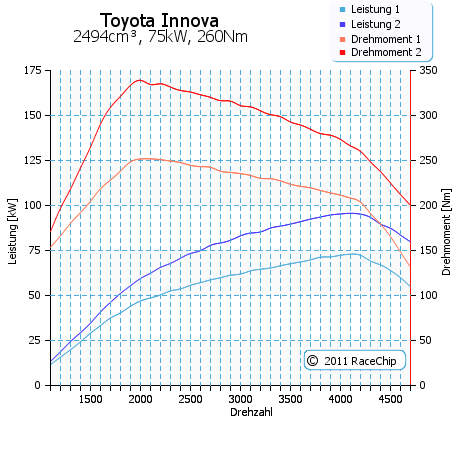 Toyota Innova
2494cm³, 75kW, 260Nm
Leistung 1
Leistung 2
Drehmoment 1
Drehmoment 2
175
150
125
100
75
50
25
0
Leistung [kW]
350
300
250
200
150
100
50
0
Drehmoment [Nm]
© 2011 RaceChip
1500 2000 2500 3000 3500 4000 4500
Drehzahl